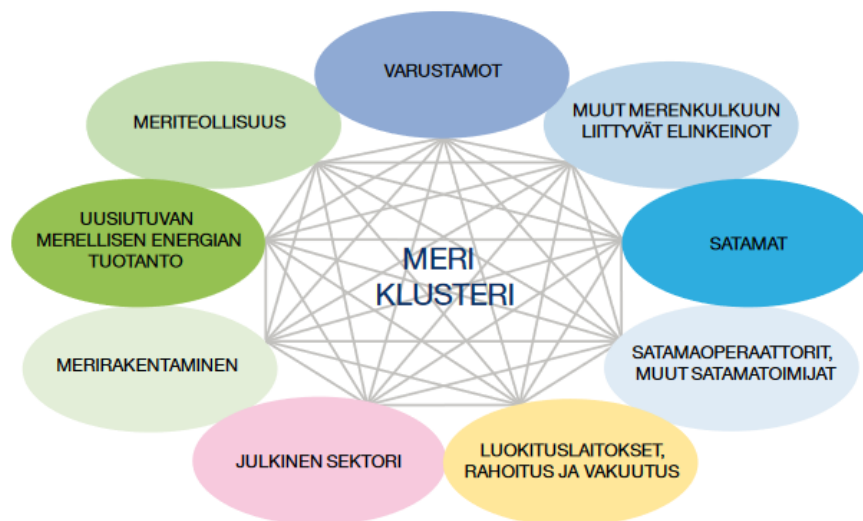 VARUSTAMOT
MERITEOLLISUUS
MUUT MERENKULKUUN
LIITTYVÄT ELINKEINOT
UUSIUTUVAN
MERELLISEN ENERGIAN
TUOTANTO
MERI
KLUSTERI
SATAMAT
MERIRAKENTAMINEN
SATAMAOPERAATTORIT,
MUUT SATAMATOIMIJAT
JULKINEN SEKTORI
LUOKITUSLAITOKSET,
RAHOITUS JA VAKUUTUS